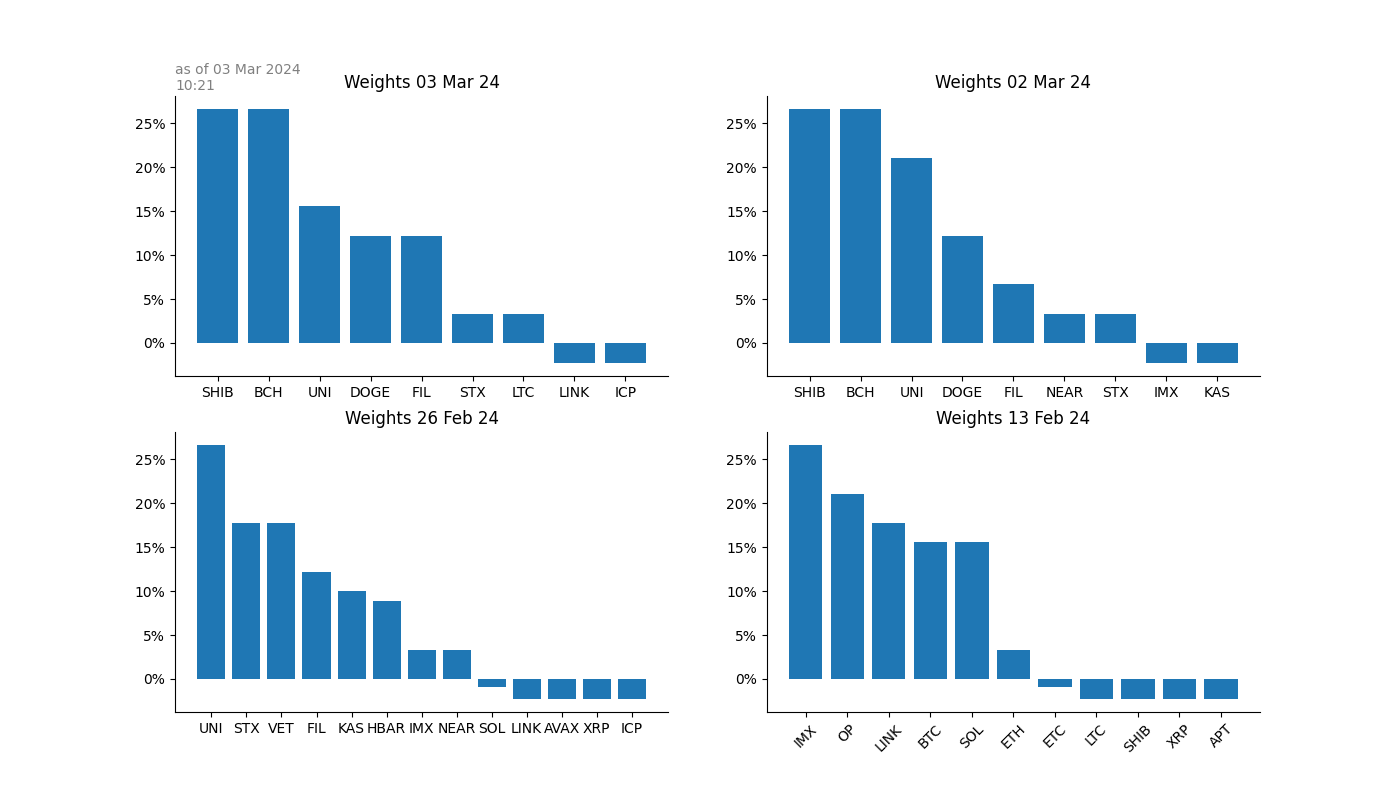 as of 03 Mar 2024
10:21
Weights 03 Mar 24
25%
20%
15%
10%
5%
0%
SHIB BCH UNI DOGE FIL STX LTC LINK ICP
Weights 02 Mar 24
25%
20%
15%
10%
5%
0%
SHIB BCH UNI DOGE FIL NEAR STX IMX KAS
Weights 26 Feb 24
25%
20%
15%
10%
5%
0%
UNI STX VET FIL KAS HBAR IMX NEAR SOL LINK AVAX XRP ICP
Weights 13 Feb 24
25%
20%
15%
10%
5%
0%
IMX OP LINK BTC SOL ETH ETC LTC SHIB XRP APT